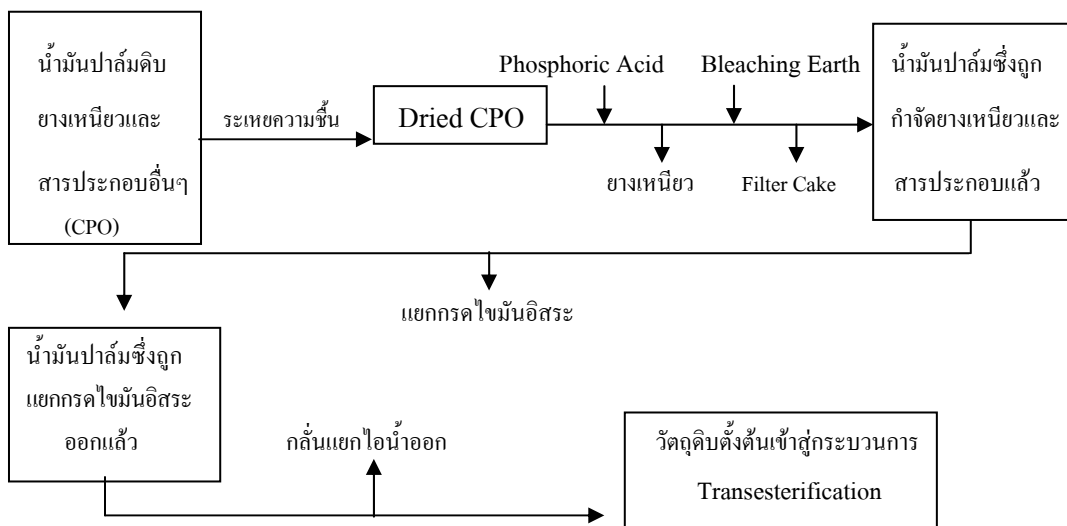 น้ำมันปาล์มดิบ
ยางเหนียวและ
สารประกอบอื่นๆ
(CPO)
ระเหยความชื้น
Dried CPO
Phosphoric Acid
Bleaching Earth
ยางเหนียว
Filter Cake
น้ำมันปาล์มซึ่งถูก
กำจัดยางเหนียวและ
สารประกอบแล้ว
แยกกรดไขมันอิสระ
น้ำมันปาล์มซึ่งถูก
แยกกรดไขมันอิสระ
ออกแล้ว
กลั่นแยกไอน้ำออก
วัตถุดิบตั้งต้นเข้าสู่กระบวนการ
Transesterification